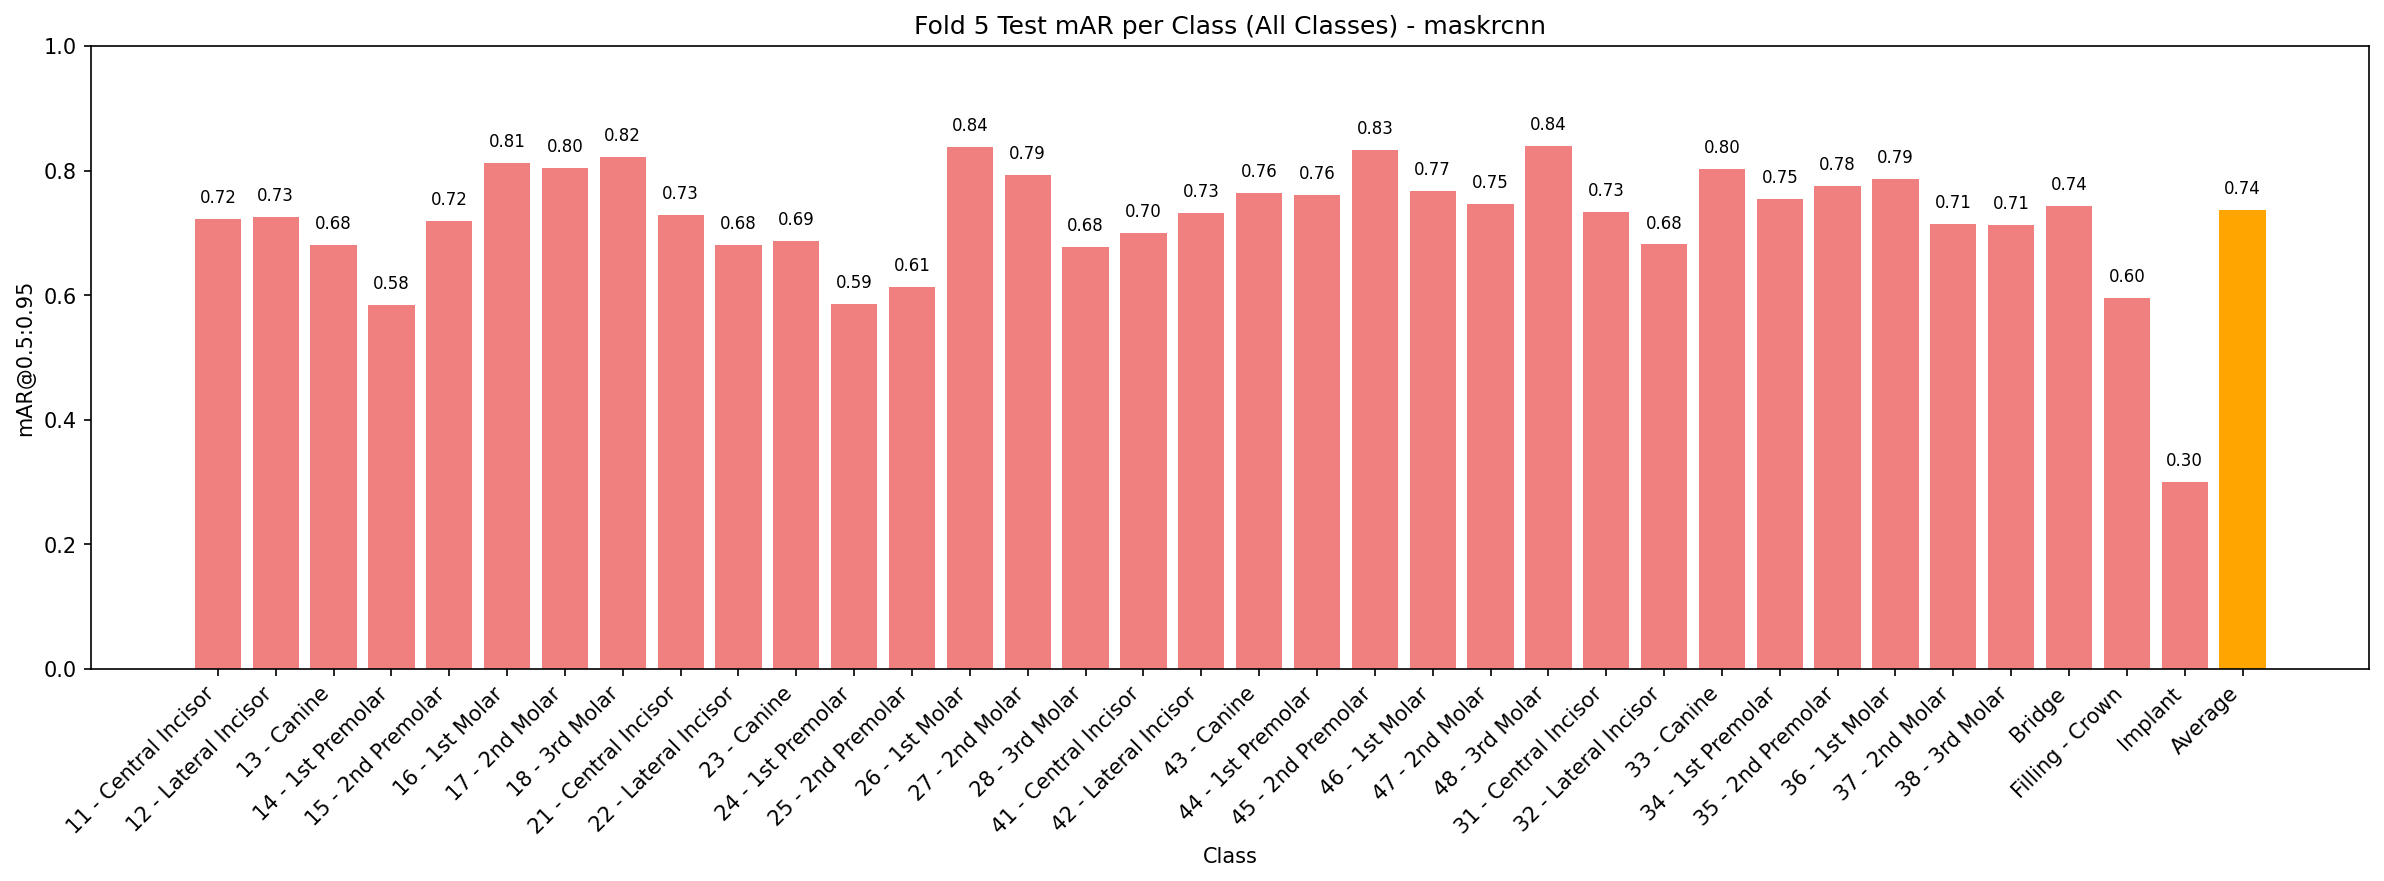 Fold 5 Test mAR per Class (All Classes) - maskrcnn
mAR@0.5:0.95
1.0
0.8
0.6
0.4
0.2
0.0
0.72
0.73
0.68
0.58
0.72
0.81
0.80
0.82
0.73
0.68
0.69
0.59
0.61
0.84
0.79
0.68
0.70
0.73
0.76
0.76
0.83
0.77
0.75
0.84
0.73
0.68
0.80
0.75
0.78
0.79
0.71
0.71
0.74
0.60
0.30
0.74
11 - Central Incisor
12 - Lateral Incisor
13 - Canine
14 - 1st Premolar
15 - 2nd Premolar
16 - 1st Molar
17 - 2nd Molar
18 - 3rd Molar
21 - Central Incisor
22 - Lateral Incisor
23 - Canine
24 - 1st Premolar
25 - 2nd Premolar
26 - 1st Molar
27 - 2nd Molar
28 - 3rd Molar
41 - Central Incisor
42 - Lateral Incisor
43 - Canine
44 - 1st Premolar
45 - 2nd Premolar
46 - 1st Molar
47 - 2nd Molar
48 - 3rd Molar
31 - Central Incisor
32 - Lateral Incisor
33 - Canine
34 - 1st Premolar
35 - 2nd Premolar
36 - 1st Molar
37 - 2nd Molar
38 - 3rd Molar
Bridge
Filling - Crown
Implant
Average
Class